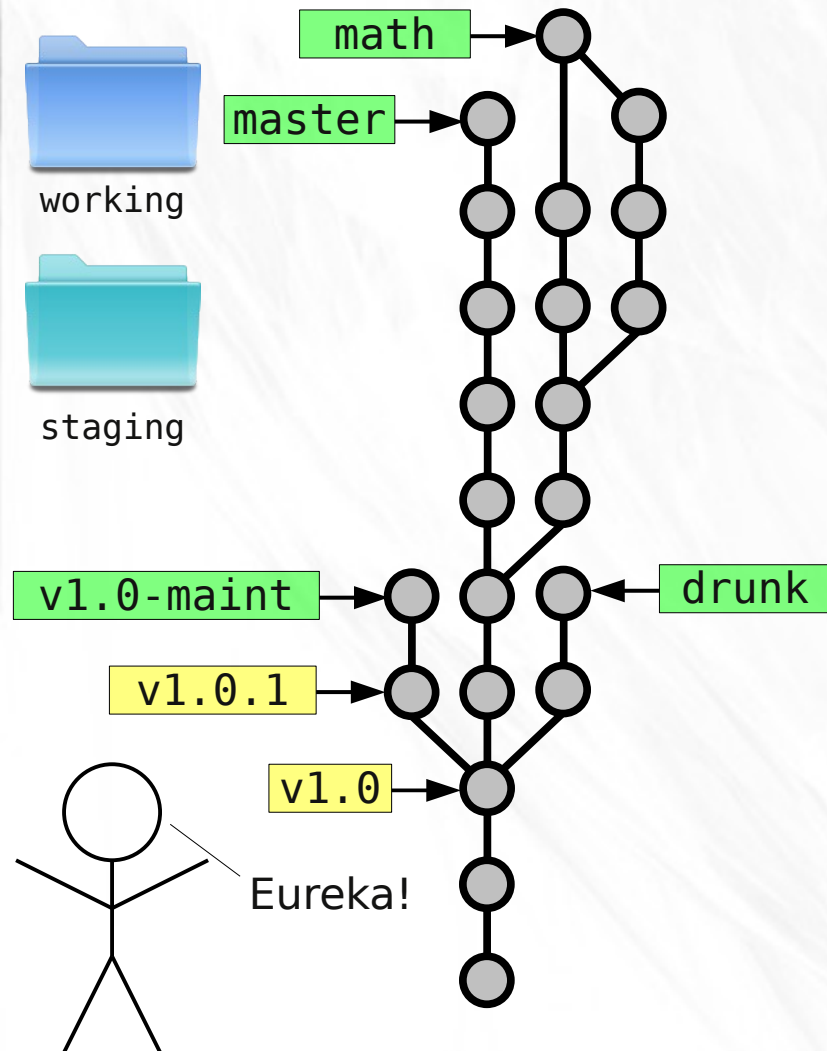 math
master
working
staging
v1.0-maint
drunk
v1.0.1
v1.0
Eureka!